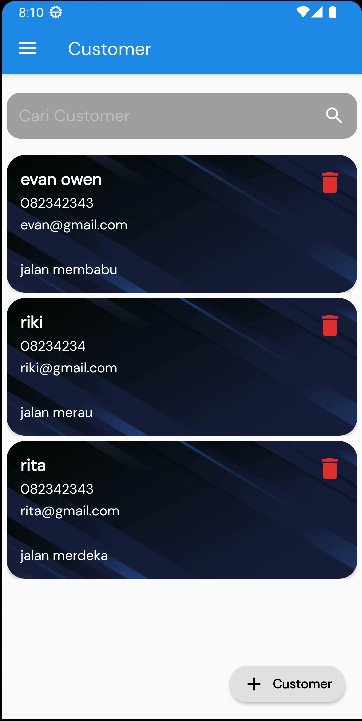 8:10
Customer
Cari Customer
evan owen
082342343
evan@gmail.com
jalan membabu
riki
08234234
riki@gmail.com
jalan merau
rita
082342343
rita@gmail.com
jalan merdeka
+ Customer